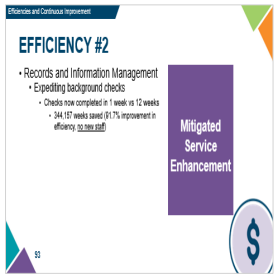 Efficiencies and Continuous Improvement
EFFICIENCY #2
• Records and Information Management
• Expediting background checks
• Checks now completed in 1 week vs 12 weeks
• 344,157 weeks saved (91.7% improvement in
efficiency, no new staff)
Mitigated
Service
Enhancement
$
93